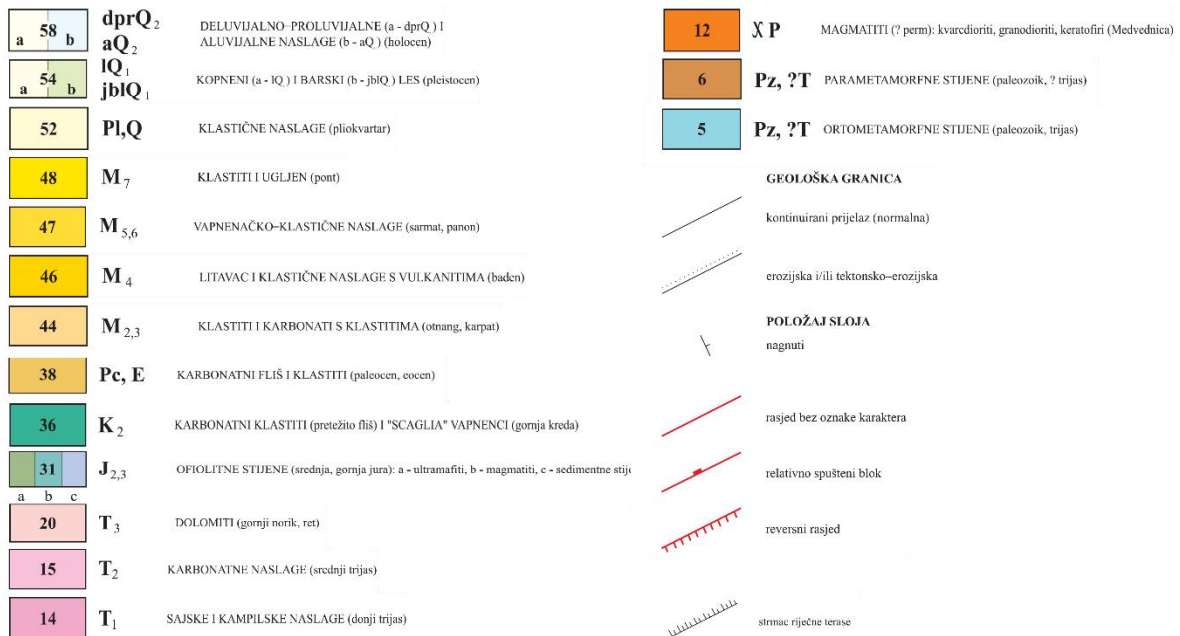 a 58 b dprQ2 aQ2 DELUVIJALNO–PROLUVIJALNE (a - dprQ ) I
ALUVIJALNE NASLAGE (b - aQ ) (holocen)
a 54 b lQ1 jblQ1 KOPNENI (a - lQ ) I BARSKI (b - jblQ ) LES (pleistocen)
52 Pl,Q KLASTIČNE NASLAGE (pliokvartar)
48 M7 KLASTITI I UGLJEN (pont)
47 M5,6 VAPNENAČKO–KLASTIČNE NASLAGE (sarmat, panon)
46 M4 LITAVAC I KLASTIČNE NASLAGE S VULKANITIMA (baden)
44 M2,3 KLASTITI I KARBONATI S KLASTITIMA (otnang, karpat)
38 Pc, E KARBONATNI FLIŠ I KLASTITI (paleocen, eocen)
36 K2 KARBONATNI KLASTITI (pretežito fliš) I "SCAGLIA" VAPNENCI (gornja kreda)
31 J2,3 OFIOLITNE STIJENE (srednja, gornja jura): a - ultramafiti, b - magmatiti, c - sedimentne stije
a b c
20 T3 DOLOMITI (gornji norik, ret)
15 T2 KARBONATNE NASLAGE (srednji trijas)
14 T1 SAJSKE I KAMPILSKE NASLAGE (donji trijas)
12 χ P MAGMATITI (? perm): kvarcdioriti, granodioriti, keratofiri (Medvednica)
6 Pz, ?T PARAMETAMORFNE STIJENE (paleozoik, ? trijas)
5 Pz, ?T ORTOMETAMORFNE STIJENE (paleozoik, trijas)
GEOLOŠKA GRANICA
kontinuirani prijelaz (normalna)
erozijska i/ili tektonsko–erozijska
POLOŽAJ SLOJA
nagnuti
rasjed bez oznake karaktera
relativno spušteni blok
reversni rasjed
strmac riječne terase